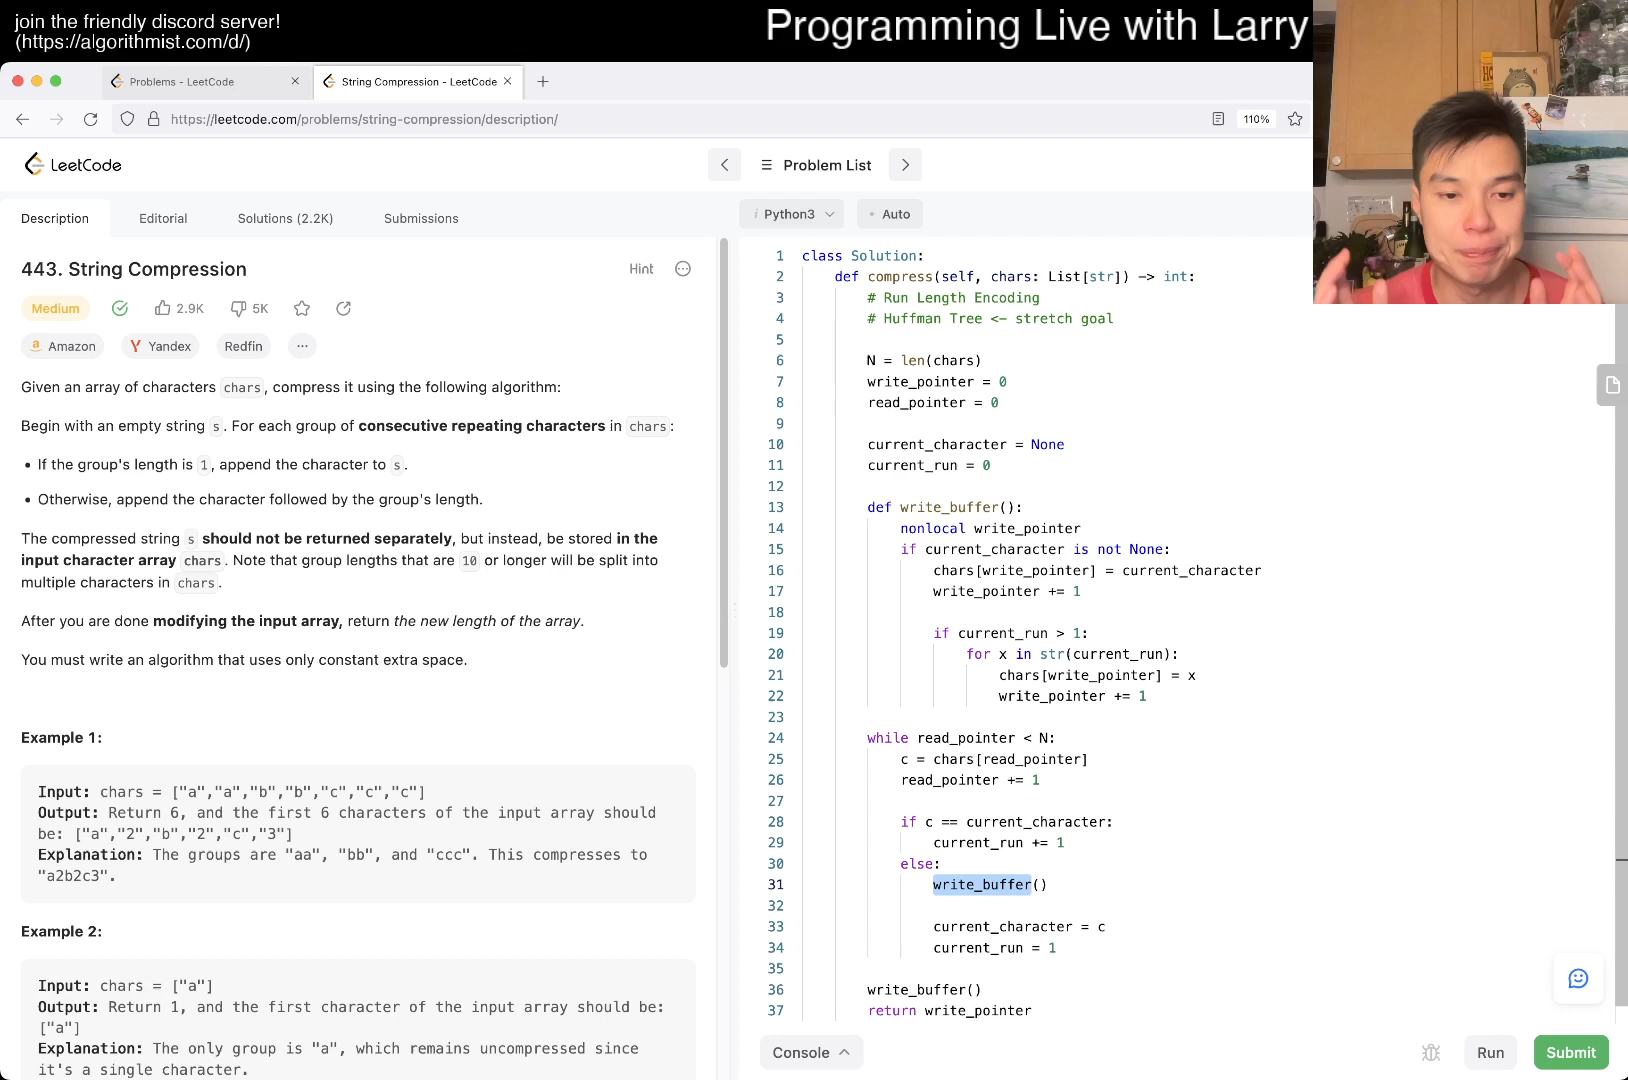 join the friendly discord server!
(https://algorithmist.com/d/)
Programming Live with Larry
Problems - LeetCode
String Compression - LeetCode
https://leetcode.com/problems/string-compression/description/
110%
LeetCode
Problem List
Description
Editorial
Solutions (2.2K)
Submissions
Python3
Auto
443. String Compression
Hint
Medium
2.9K
5K
Amazon
Yandex
Redfin
Given an array of characters chars, compress it using the following algorithm:
Begin with an empty string s. For each group of consecutive repeating characters in chars:
• If the group's length is 1, append the character to s.
• Otherwise, append the character followed by the group's length.
The compressed string s should not be returned separately, but instead, be stored in the
input character array chars. Note that group lengths that are 10 or longer will be split into
multiple characters in chars.
After you are done modifying the input array, return the new length of the array.
You must write an algorithm that uses only constant extra space.
Example 1:
Input: chars = ["a","a","b","b","c","c","c"]
Output: Return 6, and the first 6 characters of the input array should
be: ["a","2","b","2","c","3"]
Explanation: The groups are "aa", "bb", and "ccc". This compresses to
"a2b2c3".
Example 2:
Input: chars = ["a"]
Output: Return 1, and the first character of the input array should be:
["a"]
Explanation: The only group is "a", which remains uncompressed since
it's a single character.
1 class Solution:
2 def compress(self, chars: List[str]) -> int:
3 # Run Length Encoding
4 # Huffman Tree <- stretch goal
5
6 N = len(chars)
7 write_pointer = 0
8 read_pointer = 0
9
10 current_character = None
11 current_run = 0
12
13 def write_buffer():
14 nonlocal write_pointer
15 if current_character is not None:
16 chars[write_pointer] = current_character
17 write_pointer += 1
18
19 if current_run > 1:
20 for x in str(current_run):
21 chars[write_pointer] = x
22 write_pointer += 1
23
24 while read_pointer < N:
25 c = chars[read_pointer]
26 read_pointer += 1
27
28 if c == current_character:
29 current_run += 1
30 else:
31 write_buffer()
32
33 current_character = c
34 current_run = 1
35
36 write_buffer()
37 return write_pointer
Console
Run
Submit